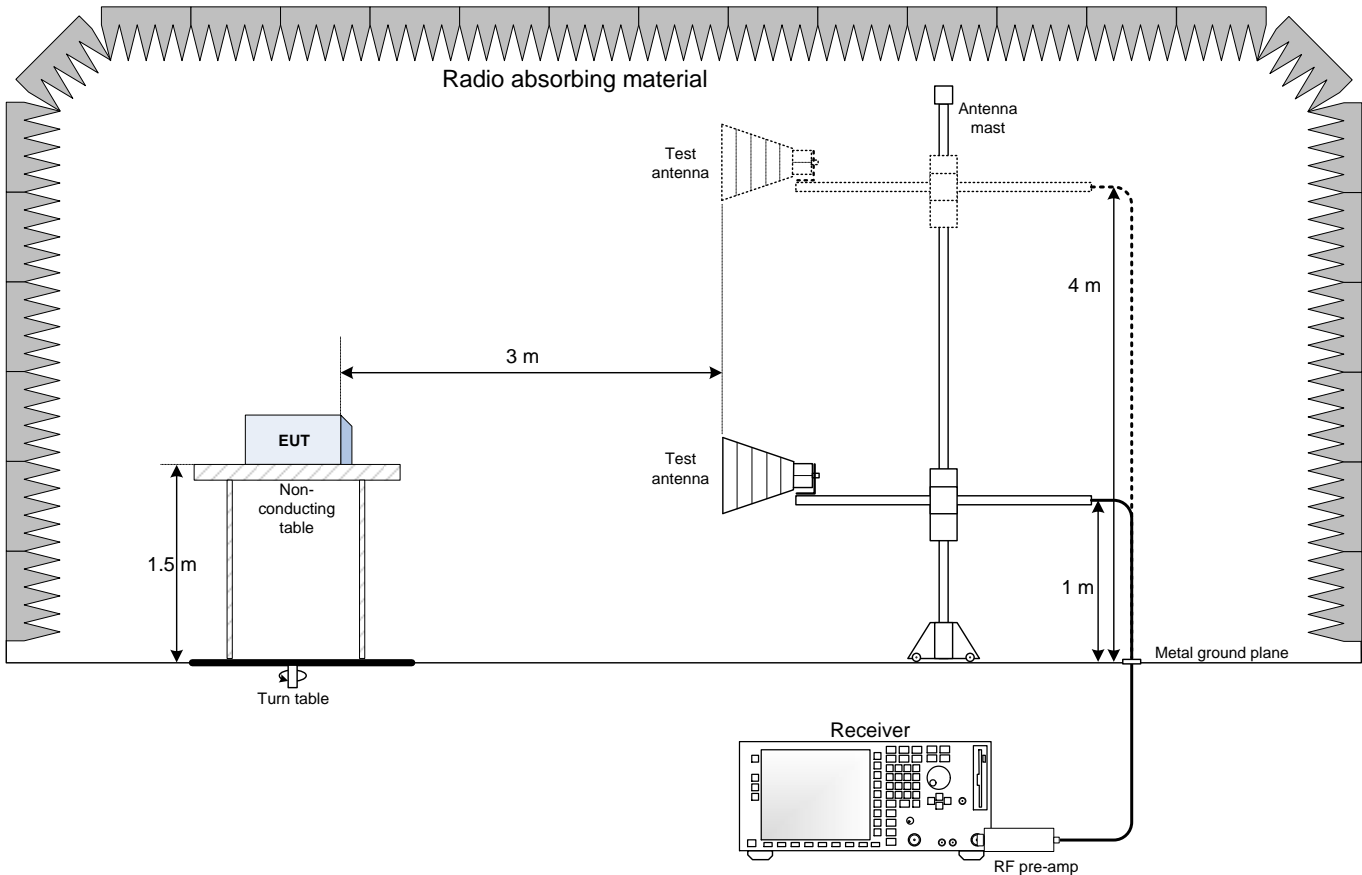 Radio absorbing material
Antenna
mast
Test
antenna
4 m
3 m
EUT
Test
antenna
Non-
conducting
table
1.5 m
1 m
Metal ground plane
Turn table
Receiver
RF pre-amp